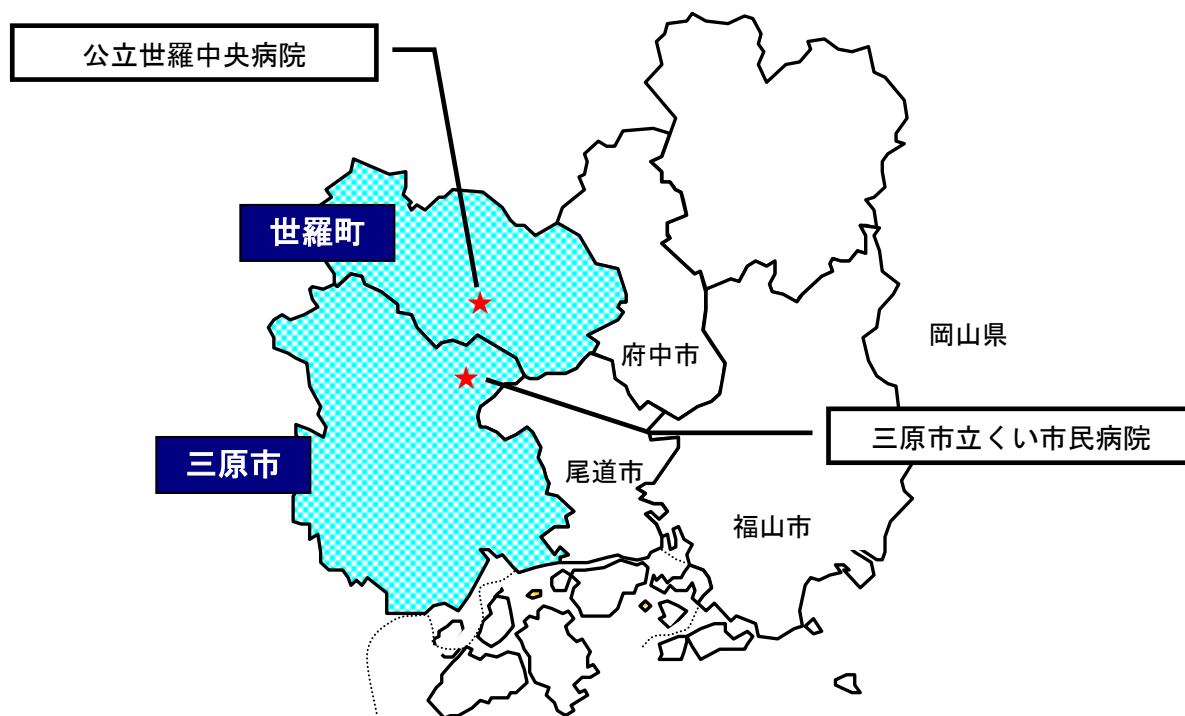 公立世羅中央病院
世羅町
岡山県
府中市
三原市立くい市民病院
三原市
尾道市
福山市